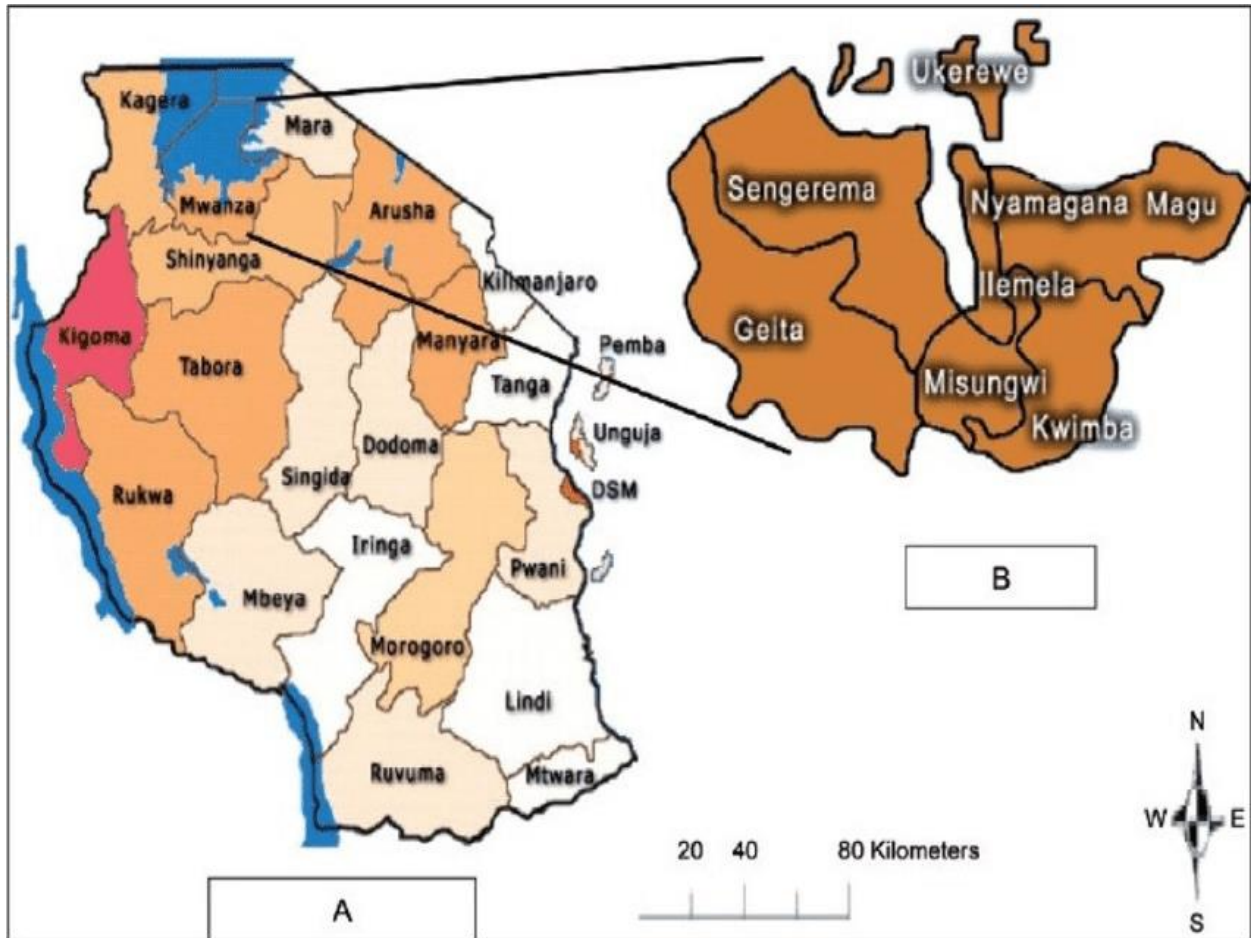 Kagera
Mara
Mwanza
Arusha
Shinyanga
Kilimanjaro
Kigoma
Tabora
Manyara
Pemba
Tanga
Unguja
Dodoma
Singida
DSM
Rukwa
Iringa
Pwani
Mbeya
Morogoro
Lindi
Ruvuma
Mtwara
A
Ukerewe
Sengerema
Nyamagana Magu
Ilemela
Geita
Misungwi
Kwimba
B
N
W E
S
20 40 80 Kilometers